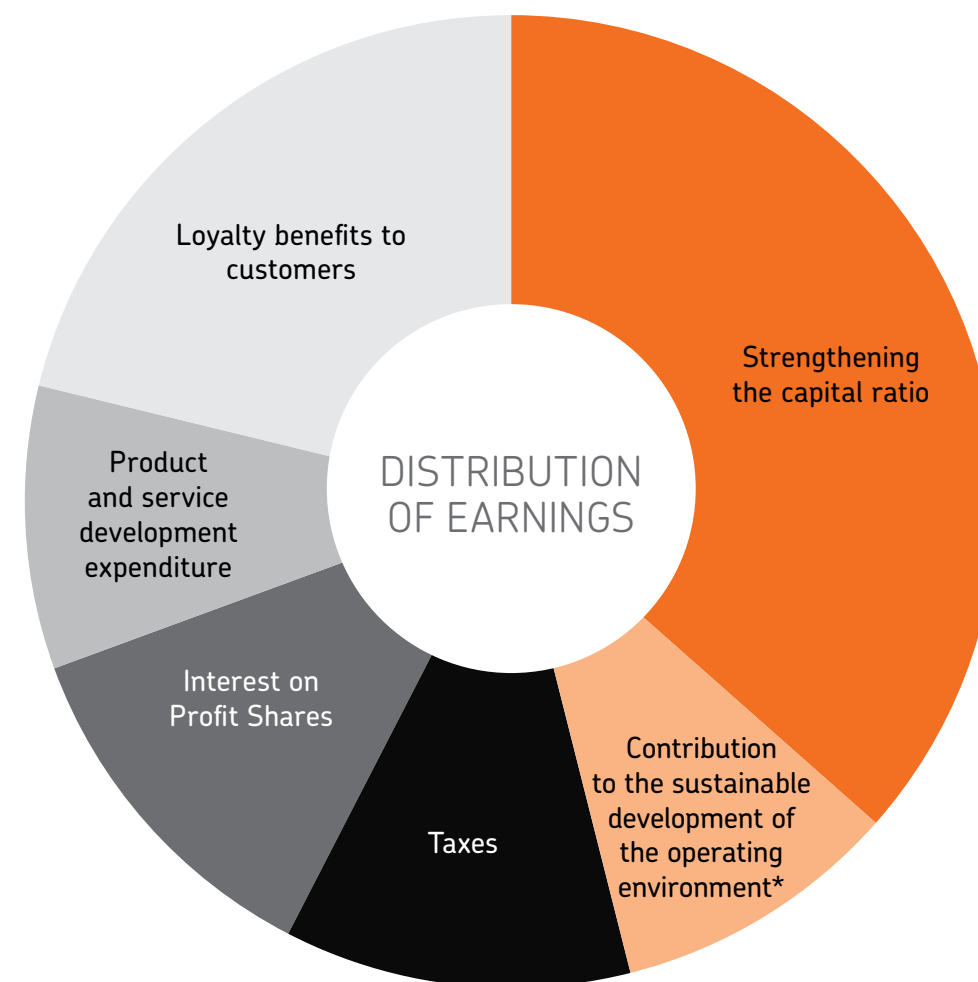 Loyalty benefits to
customers
Strengthening
the capital ratio
Product
and service
development
expenditure
DISTRIBUTION
OF EARNINGS
Interest on
Profit Shares
Taxes
Contribution
to the sustainable
development of
the operating
environment*